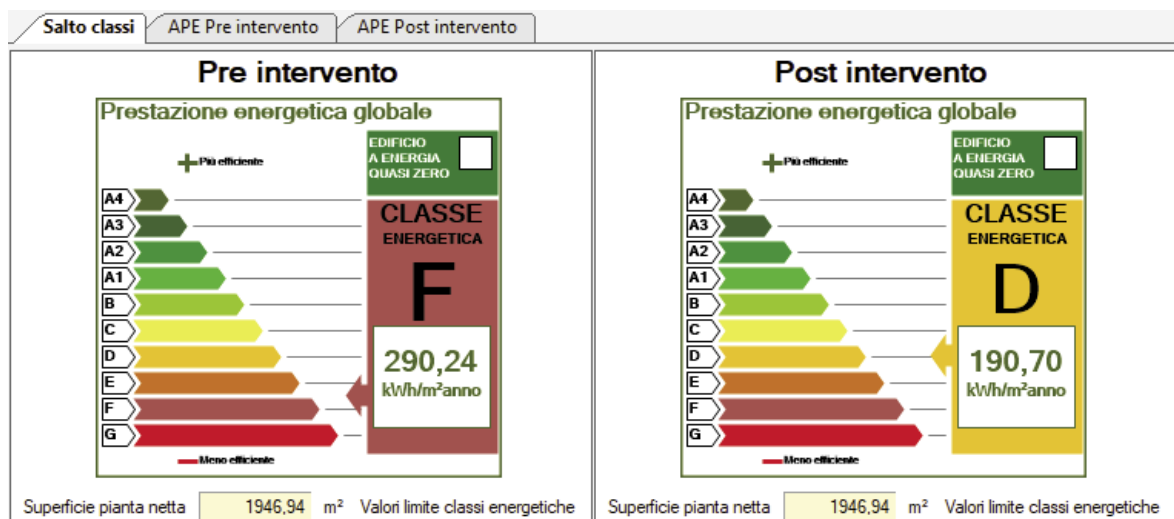 Salto classi
APE Pre intervento
APE Post intervento
Pre intervento
Prestazione energetica globale
EDIFICIO
A ENERGIA
QUASI ZERO
Più efficiente
A4
A3
A2
A1
B
C
D
E
F
G
CLASSE
ENERGETICA
F
290,24
kWh/m²anno
Meno efficiente
Superficie pianta netta 1946,94 m² Valori limite classi energetiche
Post intervento
Prestazione energetica globale
EDIFICIO
A ENERGIA
QUASI ZERO
Più efficiente
A4
A3
A2
A1
B
C
D
E
F
G
CLASSE
ENERGETICA
D
190,70
kWh/m²anno
Meno efficiente
Superficie pianta netta 1946,94 m² Valori limite classi energetiche